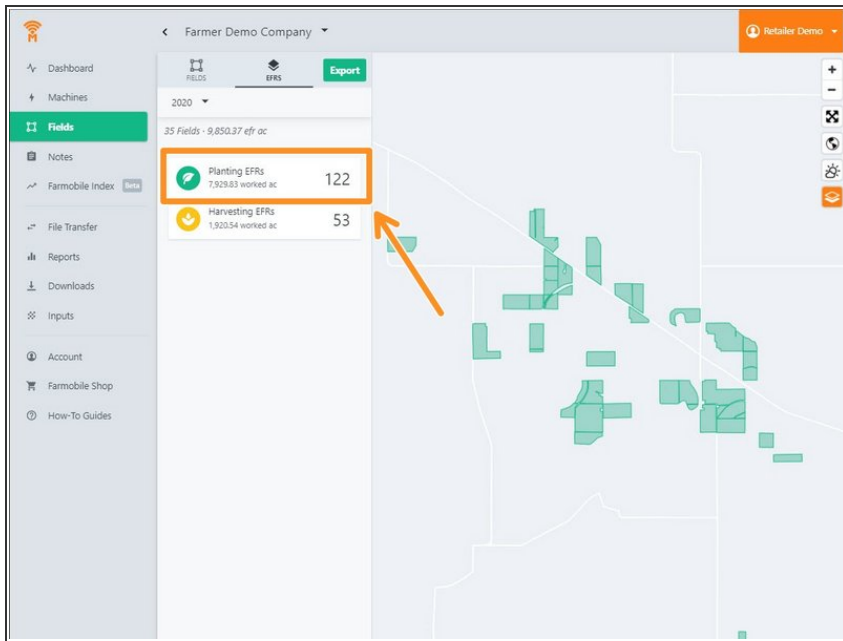 Farmer Demo Company
Retailer Demo
Dashboard
Machines
Fields
Notes
Farmobile Index Beta
File Transfer
Reports
Downloads
Inputs
Account
Farmobile Shop
How-To Guides
FIELDS
EFRS
Export
2020
35 Fields - 9,850.37 efr ac
Planting EFRs
7,929.83 worked ac
122
Harvesting EFRs
1,920.54 worked ac
53